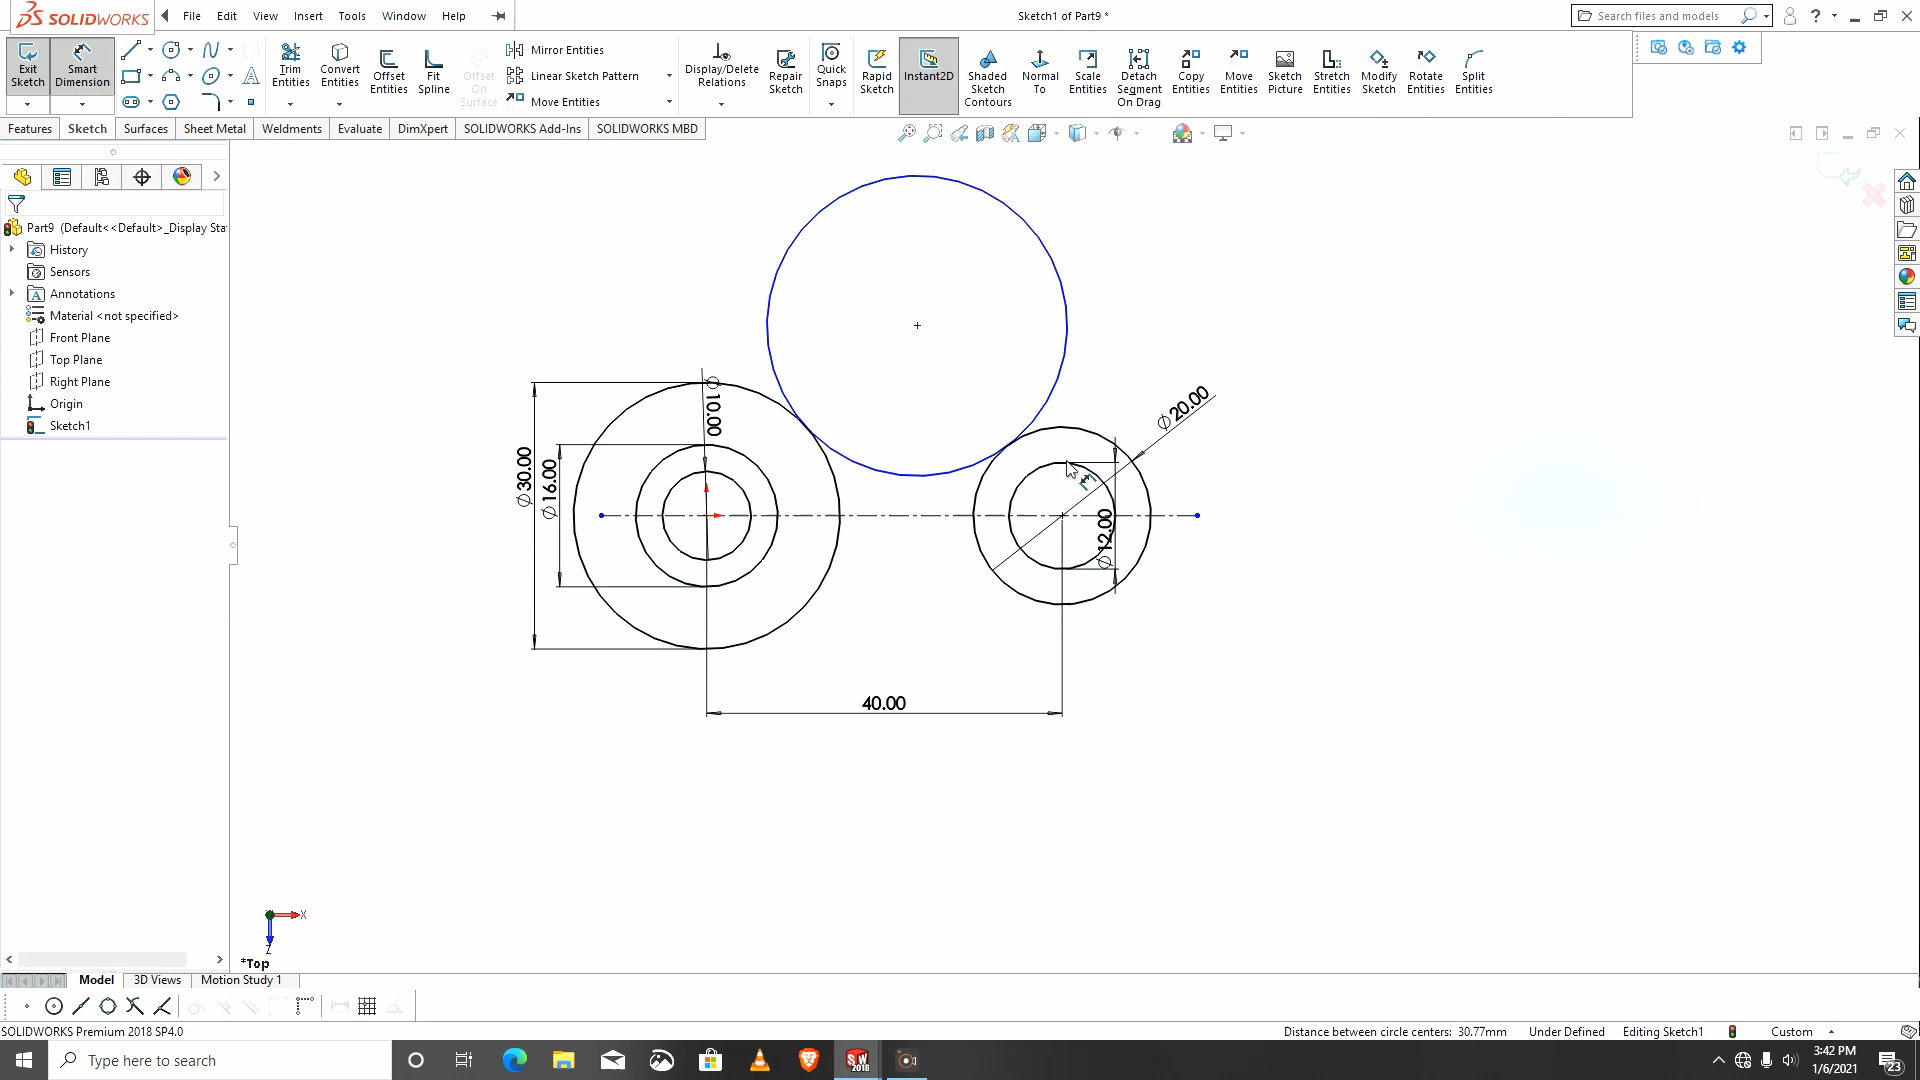 SOLIDWORKS File Edit View Insert Tools Window Help
Sketch1 of Part9 *
Search files and models
Exit Sketch
Smart Dimension
Trim Entities
Convert Entities
Offset Entities
Fit Spline
Offset On Surface
Mirror Entities
Linear Sketch Pattern
Move Entities
Display/Delete Relations
Repair Sketch
Quick Snaps
Rapid Sketch
Instant2D
Shaded Sketch Contours
Normal To
Scale Entities
Detach Segment On Drag
Copy Entities
Move Entities
Sketch Picture
Stretch Entities
Modify Sketch
Rotate Entities
Split Entities
Features Sketch Surfaces Sheet Metal Weldments Evaluate DimXpert SOLIDWORKS Add-Ins SOLIDWORKS MBD
Part9 (Default<<Default>_Display Sta
History
Sensors
Annotations
Material <not specified>
Front Plane
Top Plane
Right Plane
Origin
Sketch1
∅10.00
∅30.00
∅16.00
∅20.00
∅12.00
40.00
X
Z
*Top
Model 3D Views Motion Study 1
SOLIDWORKS Premium 2018 SP4.0
Distance between circle centers: 30.77mm Under Defined Editing Sketch1 Custom
Type here to search
SW 2018
3:42 PM
1/6/2021
23